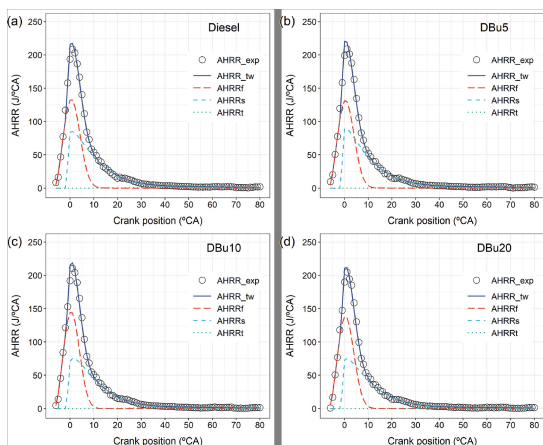 (a)
Diesel
AHRR (J/ºCA)
250
200
150
100
50
0
AHRR_exp
AHRR_tw
AHRRf
AHRRs
AHRRt
0 10 20 30 40 50 60 70 80
Crank position (ºCA)
(b)
DBu5
AHRR (J/ºCA)
250
200
150
100
50
0
AHRR_exp
AHRR_tw
AHRRf
AHRRs
AHRRt
0 10 20 30 40 50 60 70 80
Crank position (ºCA)
(c)
DBu10
AHRR (J/ºCA)
250
200
150
100
50
0
AHRR_exp
AHRR_tw
AHRRf
AHRRs
AHRRt
0 10 20 30 40 50 60 70 80
Crank position (ºCA)
(d)
DBu20
AHRR (J/ºCA)
250
200
150
100
50
0
AHRR_exp
AHRR_tw
AHRRf
AHRRs
AHRRt
0 10 20 30 40 50 60 70 80
Crank position (ºCA)